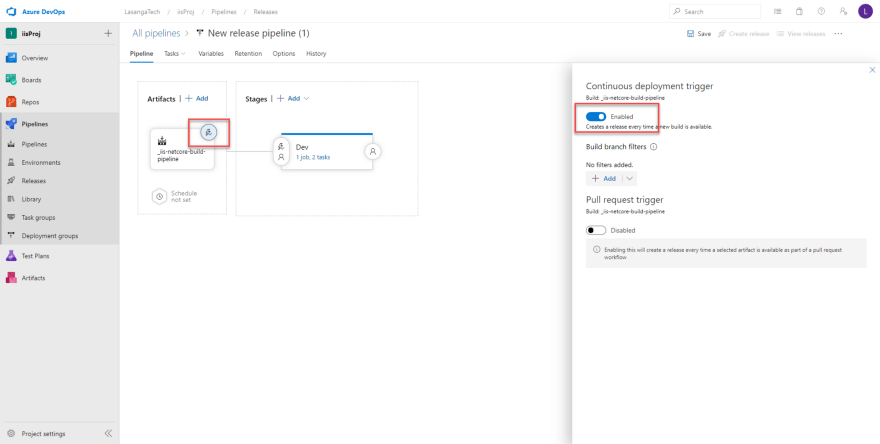 Azure DevOps
LasangaTech / iisProj / Pipelines / Releases
Search
L
I iisProj
All pipelines > New release pipeline (1)
Save Create release View releases ...
Pipeline Tasks Variables Retention Options History
Overview
Boards
Repos
Pipelines
Pipelines
Environments
Releases
Library
Task groups
Deployment groups
Test Plans
Artifacts
Project settings
Artifacts | + Add
_iis-netcore-build-
pipeline
Schedule
not set
Stages | + Add
Dev
1 job, 2 tasks
Continuous deployment trigger
Build: _iis-netcore-build-pipeline
Enabled
Creates a release every time a new build is available.
Build branch filters
No filters added.
+ Add
Pull request trigger
Build: _iis-netcore-build-pipeline
Disabled
Enabling this will create a release every time a selected artifact is available as part of a pull request
workflow